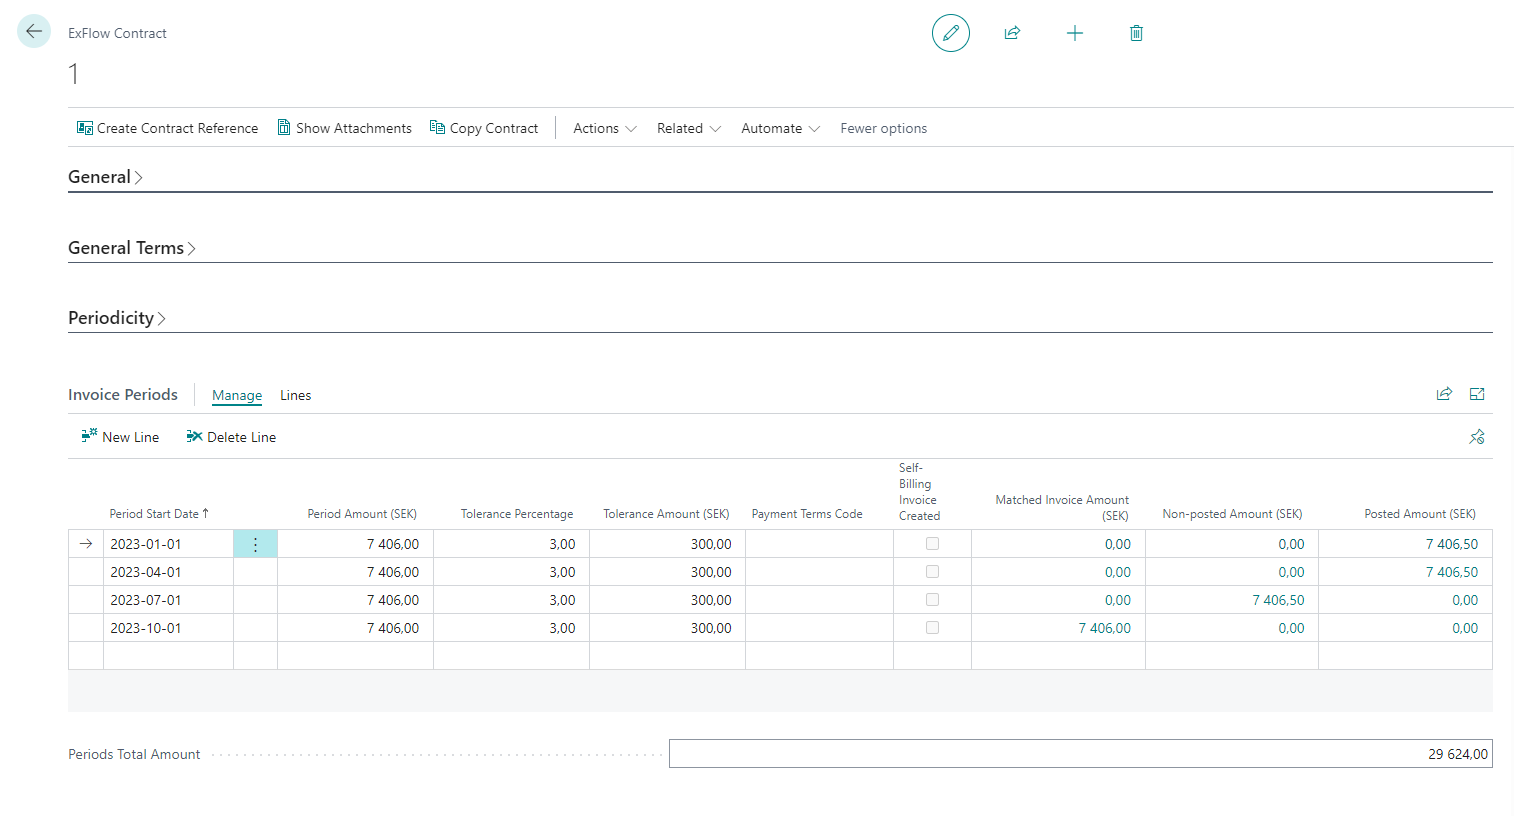 ExFlow Contract
1
Create Contract Reference Show Attachments Copy Contract Actions Related Automate Fewer options
General
General Terms
Periodicity
Invoice Periods Manage Lines
New Line Delete Line
Period Start Date ↑ Period Amount (SEK) Tolerance Percentage Tolerance Amount (SEK) Payment Terms Code Self-Billing Invoice Created Matched Invoice Amount (SEK) Non-posted Amount (SEK) Posted Amount (SEK)
2023-01-01 7 406,00 3,00 300,00 0,00 0,00 7 406,50
2023-04-01 7 406,00 3,00 300,00 0,00 0,00 7 406,50
2023-07-01 7 406,00 3,00 300,00 0,00 7 406,50 0,00
2023-10-01 7 406,00 3,00 300,00 7 406,00 0,00 0,00
Periods Total Amount 29 624,00